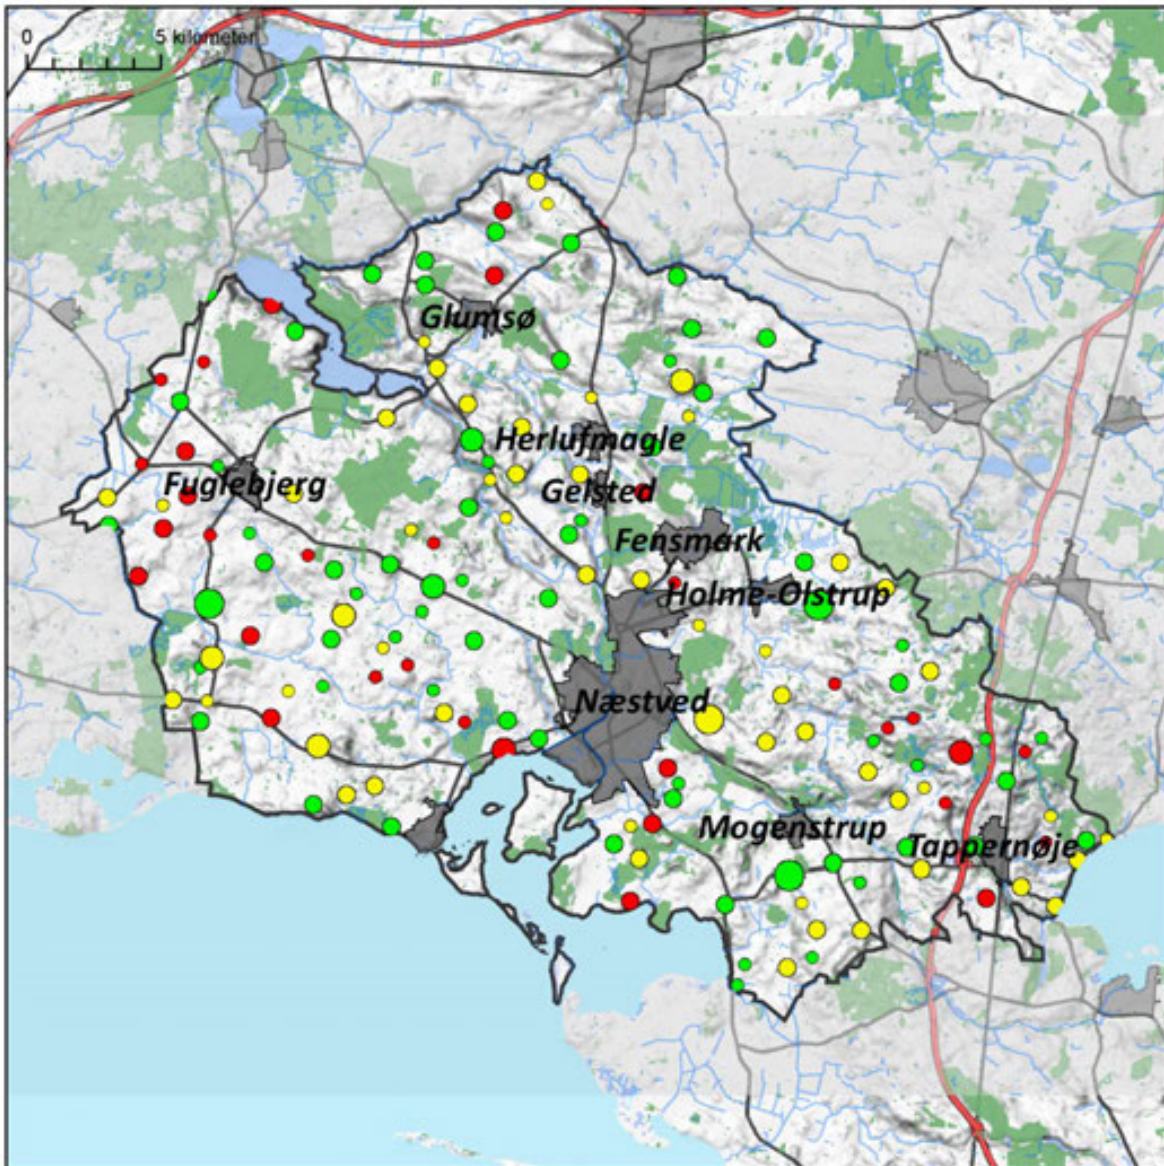 0 5 kilometer
Glumsø
Herlufmagle
Fuglebjerg
Gelsted
Fensmark
Holme-Olstrup
Næstved
Mogenstrup
Tappernøje